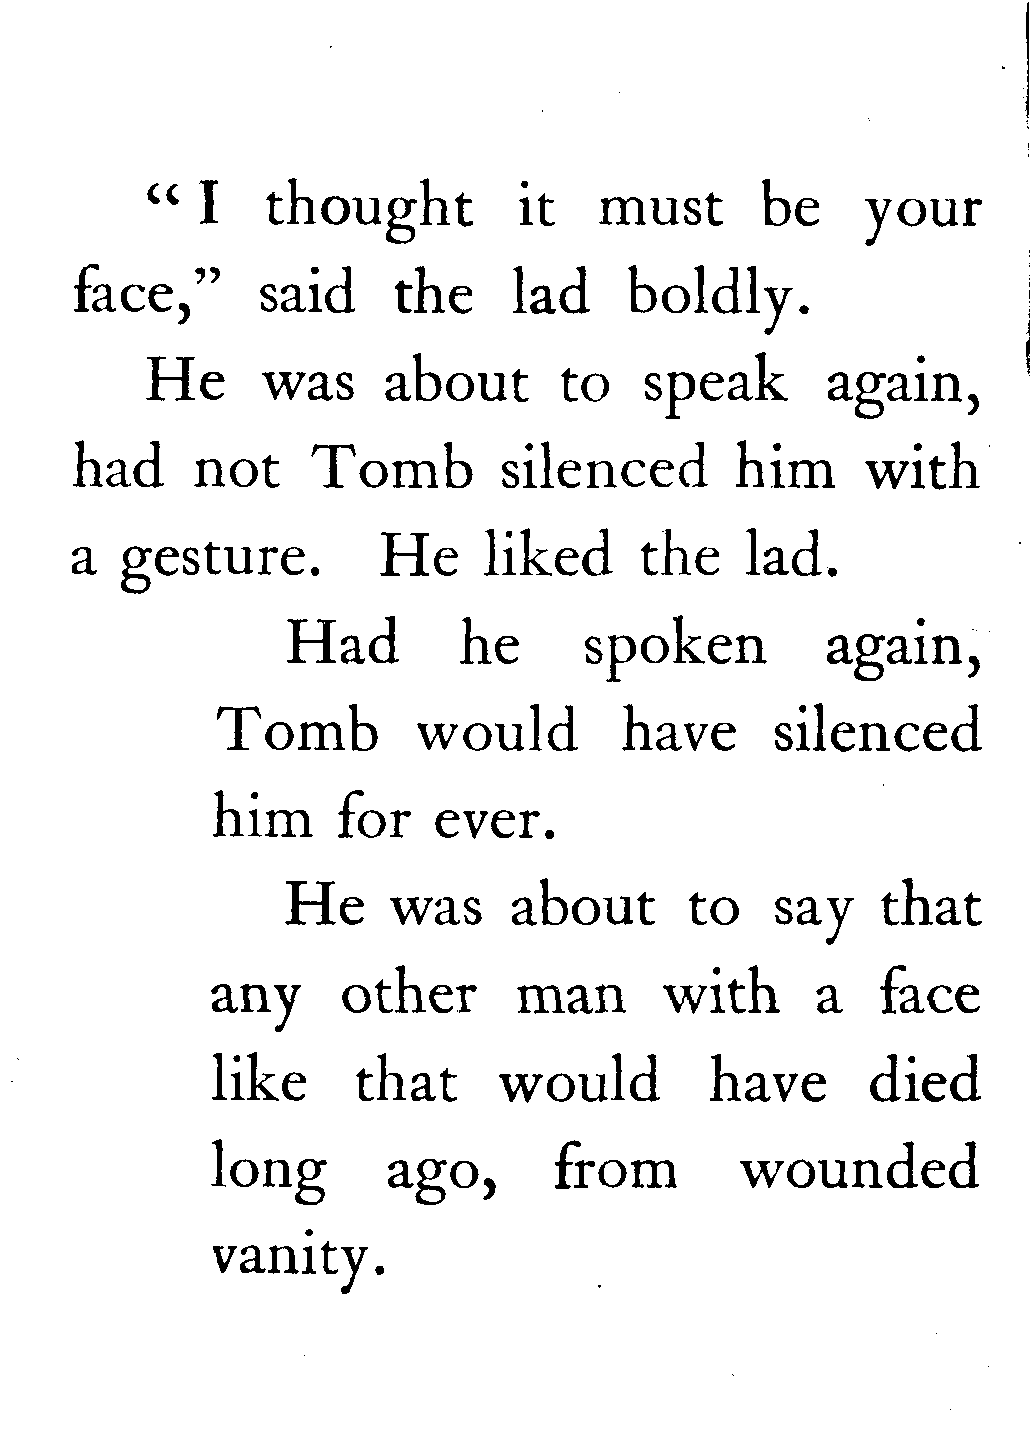 “ I thought it must be your
face,” said the lad boldly.
He was about to speak again,
had not Tomb silenced him with
a gesture. He liked the lad.
Had he spoken again,
Tomb would have silenced
him for ever.
He was about to say that
any other man with a face
like that would have died
long ago, from wounded
vanity.